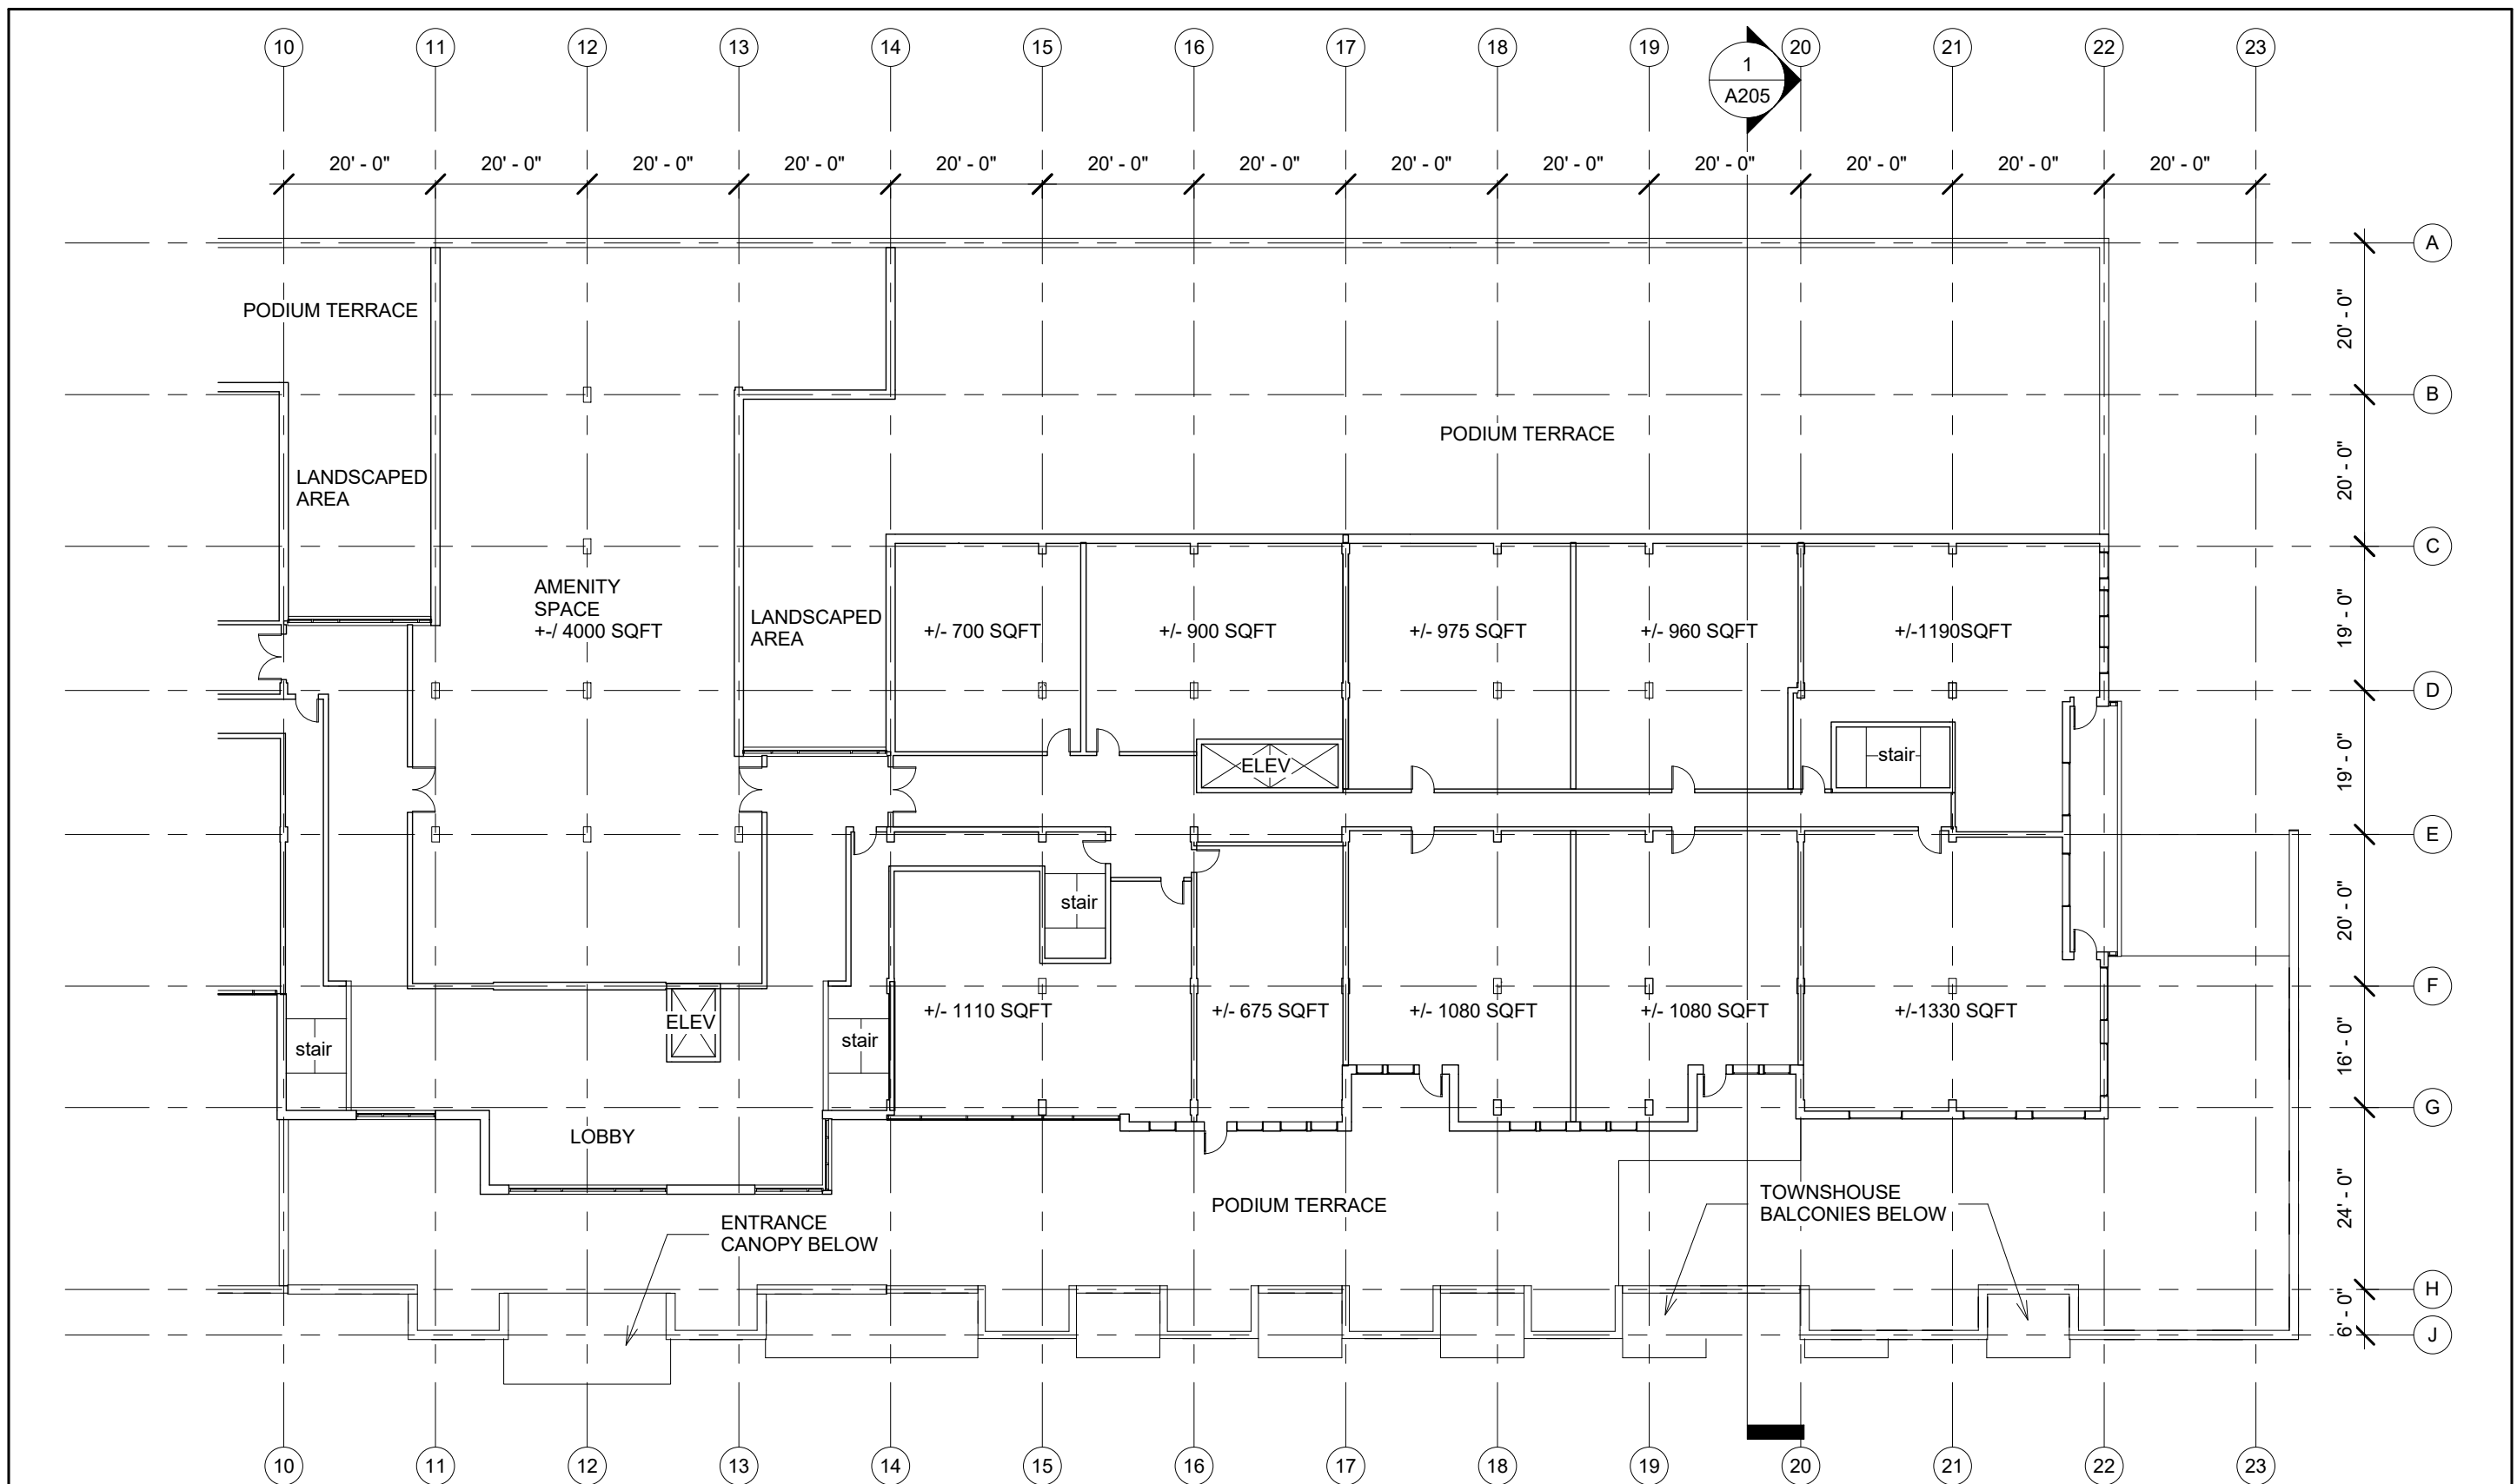 10 11 12 13 14 15 16 17 18 19 20 21 22 23
1
A205
20' - 0" 20' - 0" 20' - 0" 20' - 0" 20' - 0" 20' - 0" 20' - 0" 20' - 0" 20' - 0" 20' - 0" 20' - 0" 20' - 0" 20' - 0"
A
20' - 0"
PODIUM TERRACE
B
PODIUM TERRACE
20' - 0"
LANDSCAPED
AREA
C
AMENITY
SPACE
+-/ 4000 SQFT
LANDSCAPED
AREA
+/- 700 SQFT
+/- 900 SQFT
+/- 975 SQFT
+/- 960 SQFT
+/-1190SQFT
19' - 0"
D
ELEV
stair
19' - 0"
E
stair
20' - 0"
F
+/- 1110 SQFT
+/- 675 SQFT
+/- 1080 SQFT
+/- 1080 SQFT
+/-1330 SQFT
ELEV
stair
stair
16' - 0"
G
LOBBY
PODIUM TERRACE
TOWNSHOUSE
BALCONIES BELOW
24' - 0"
ENTRANCE
CANOPY BELOW
H
6' - 0"
J
10 11 12 13 14 15 16 17 18 19 20 21 22 23